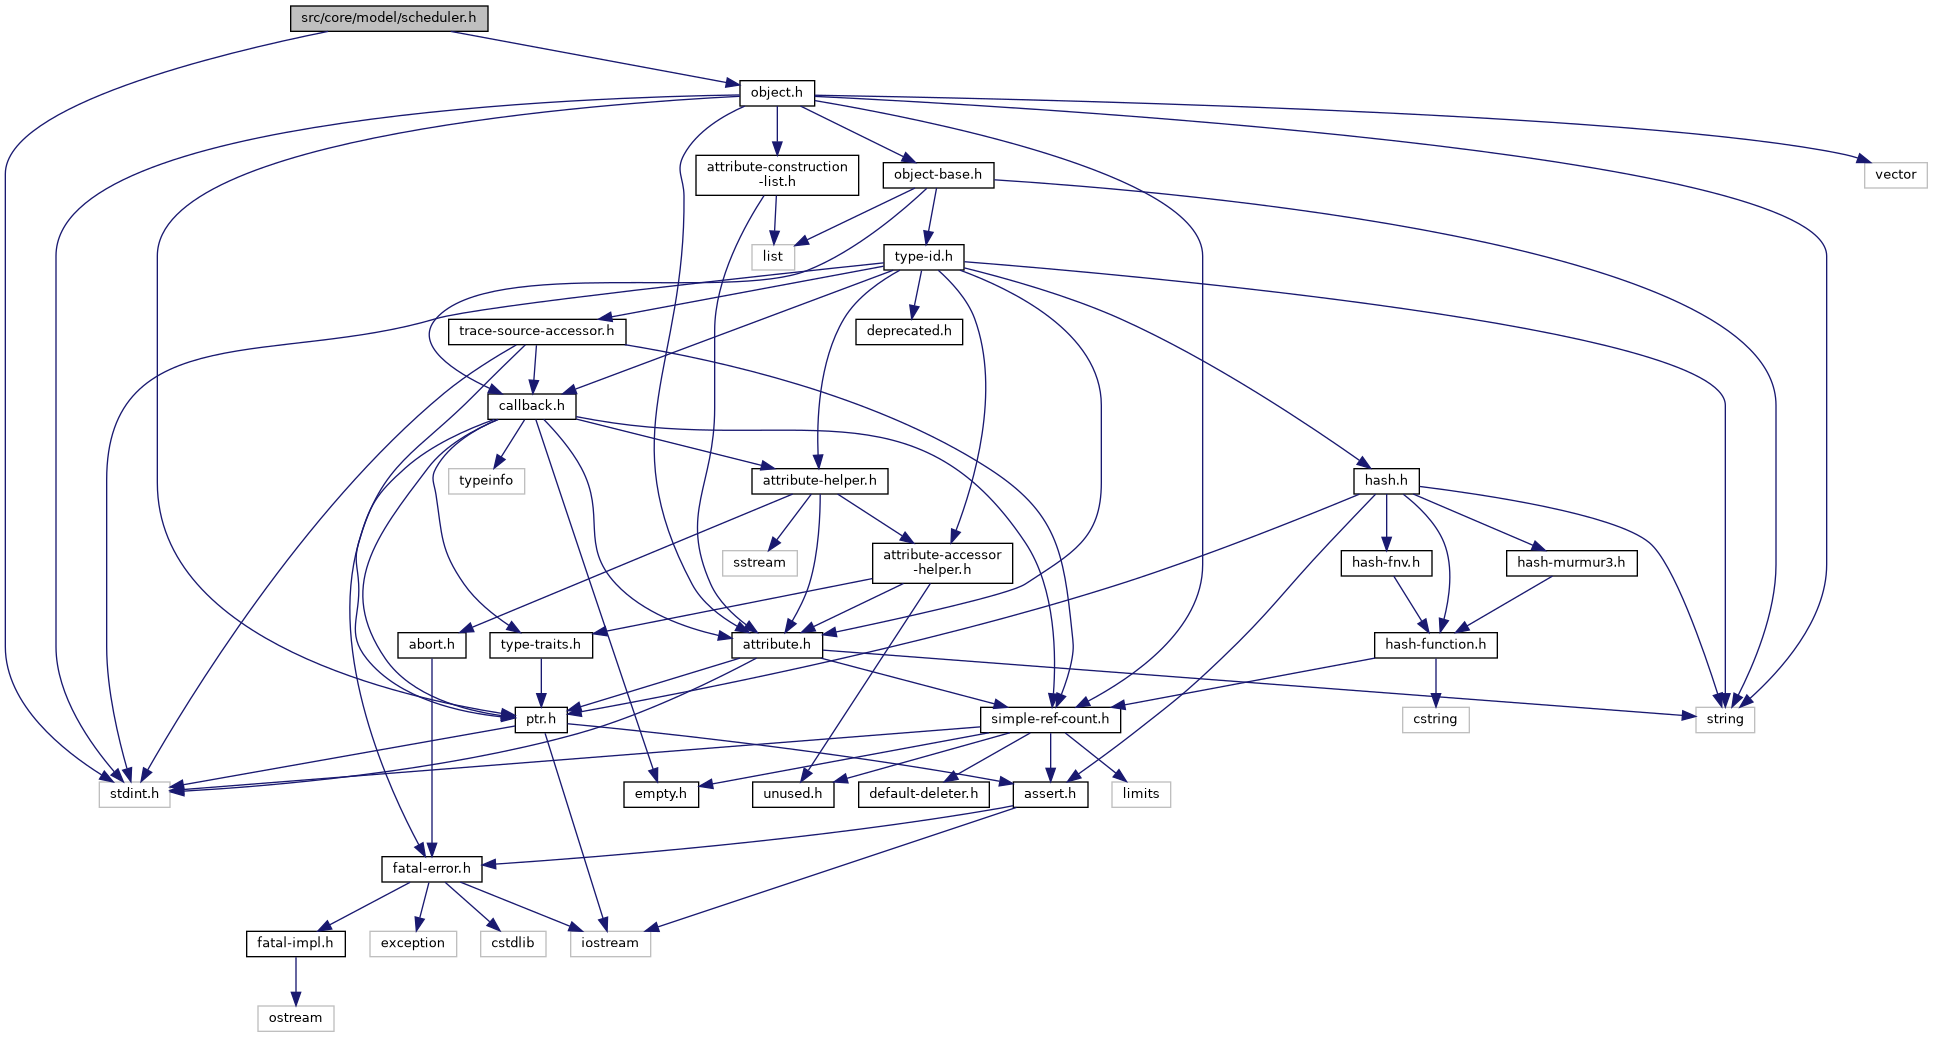 src/core/model/scheduler.h
object.h
attribute-construction
-list.h
object-base.h
vector
list
type-id.h
trace-source-accessor.h
deprecated.h
callback.h
typeinfo
attribute-helper.h
hash.h
sstream
attribute-accessor
-helper.h
hash-fnv.h
hash-murmur3.h
abort.h
type-traits.h
attribute.h
hash-function.h
ptr.h
simple-ref-count.h
cstring
string
stdint.h
empty.h
unused.h
default-deleter.h
assert.h
limits
fatal-error.h
fatal-impl.h
exception
cstdlib
iostream
ostream